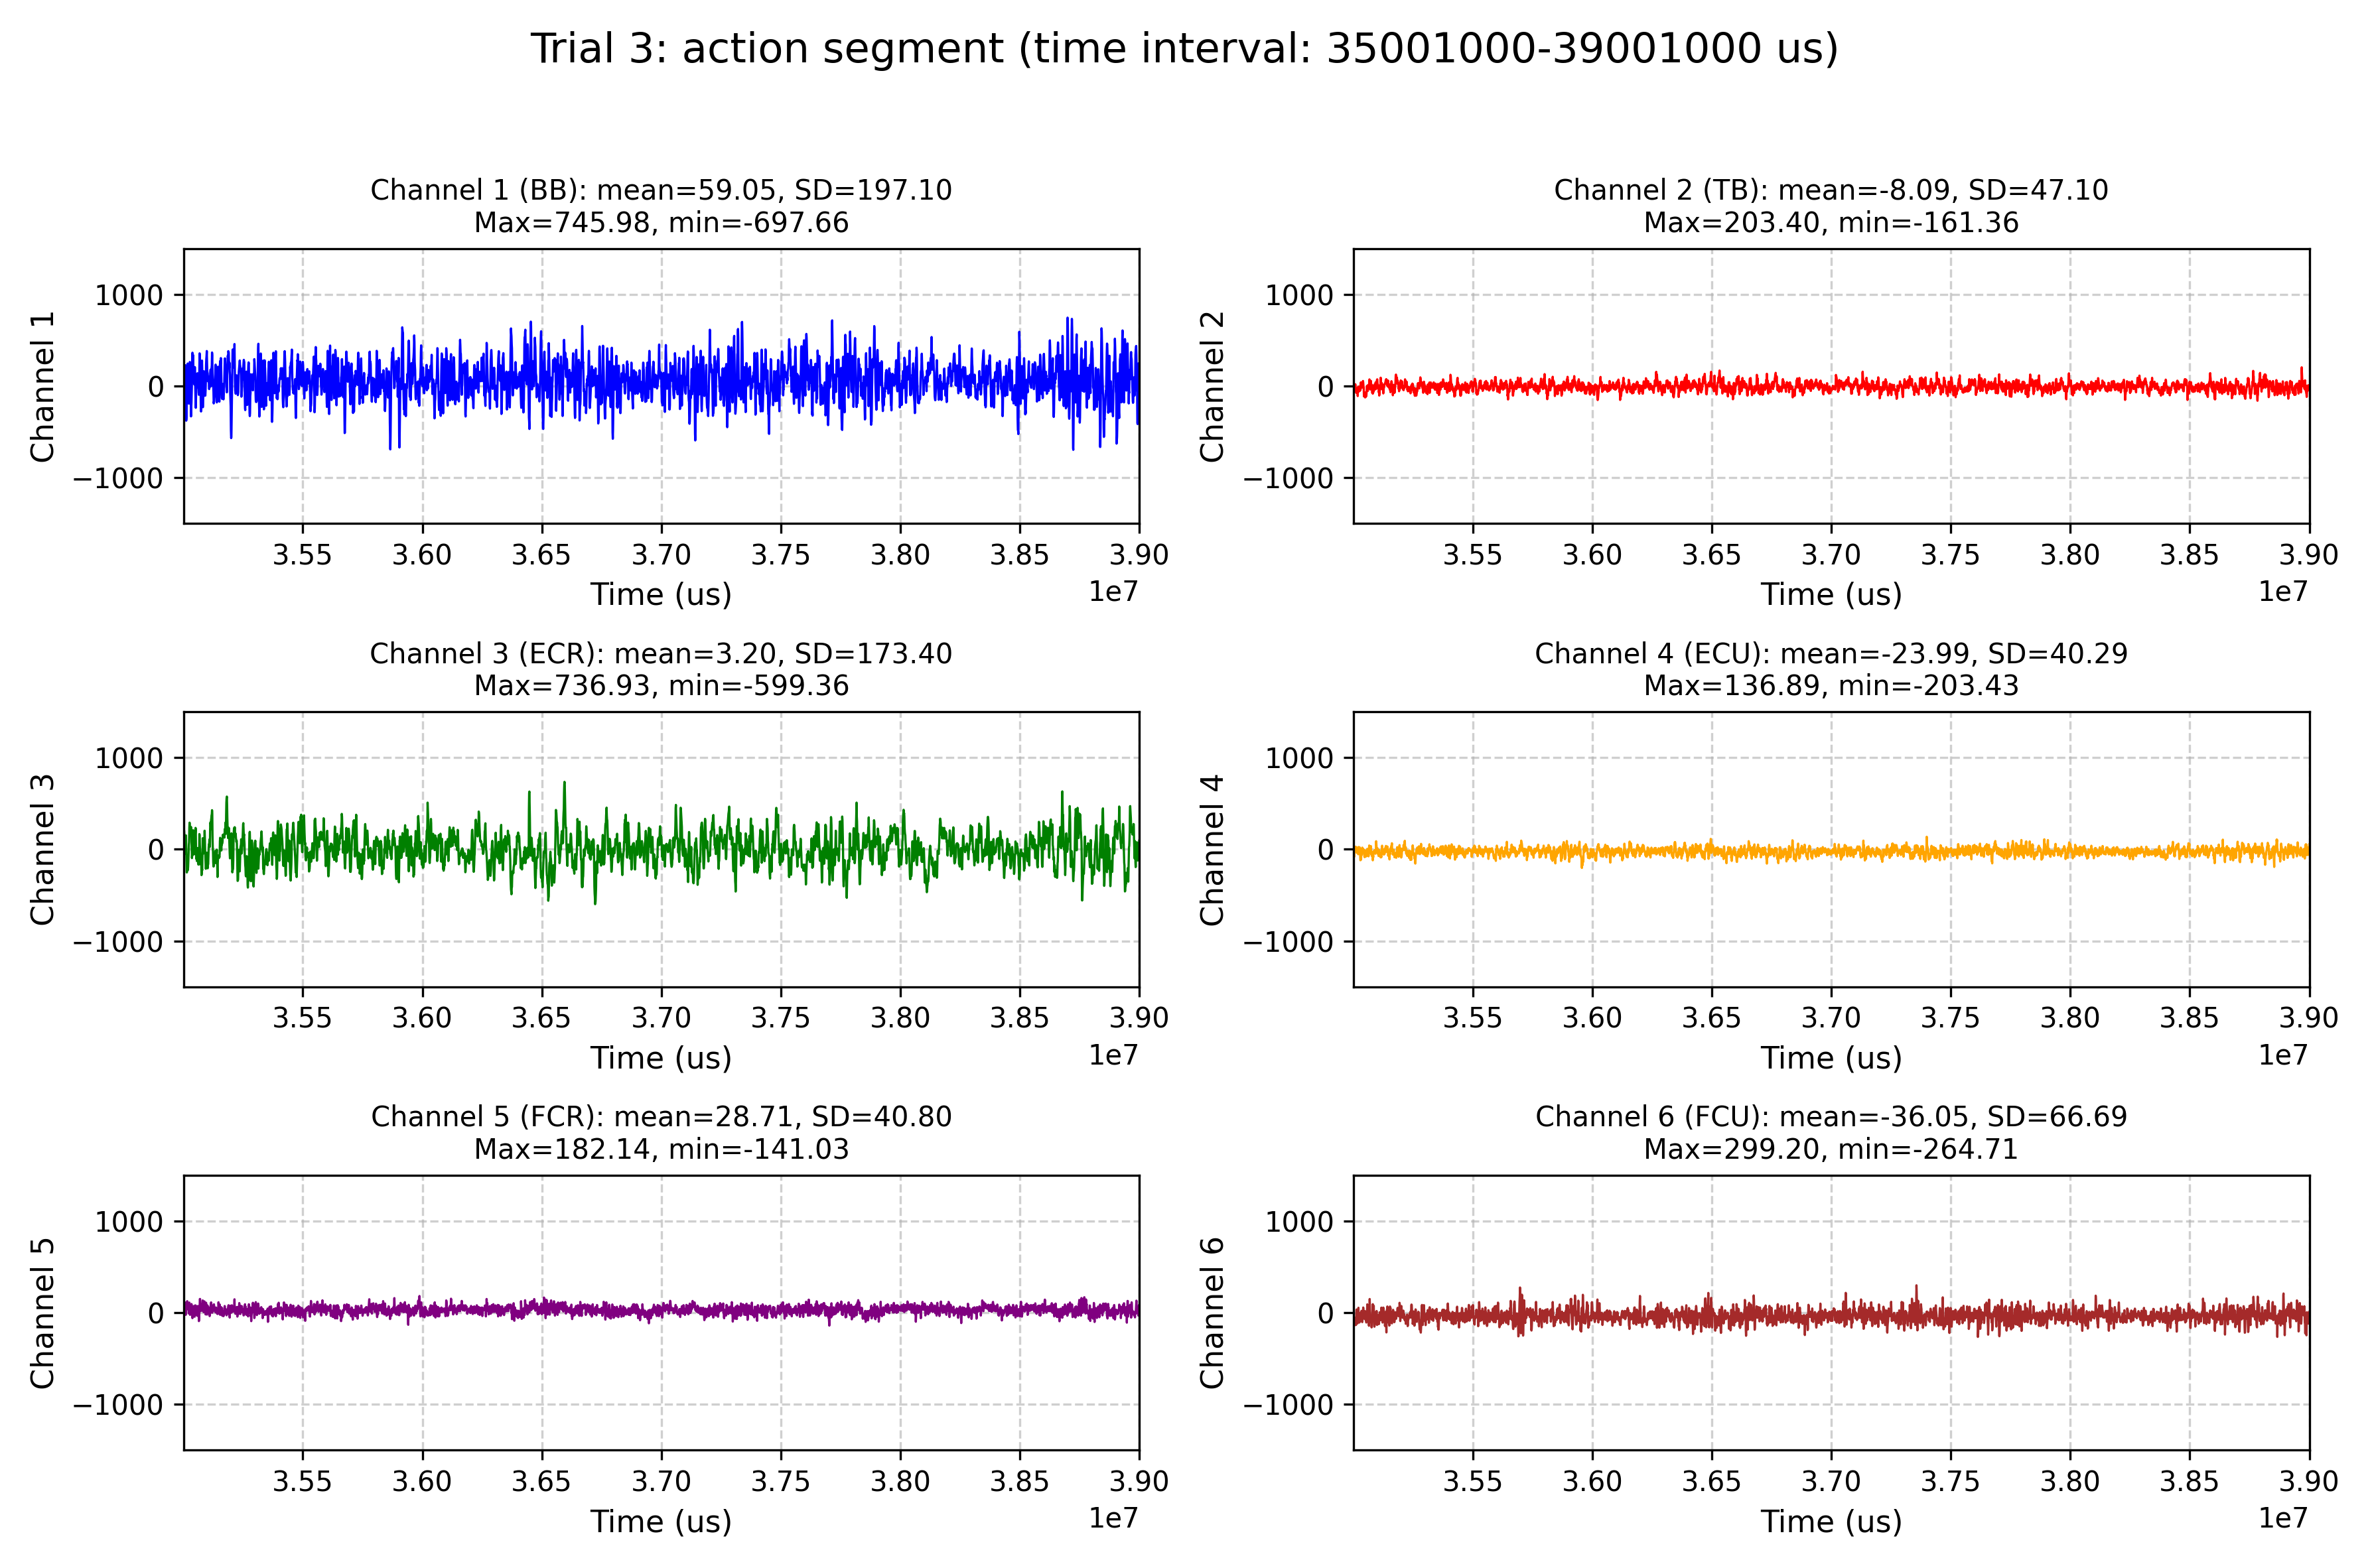 Trial 3: action segment (time interval: 35001000-39001000 us)
Channel 1 (BB): mean=59.05, SD=197.10
Max=745.98, min=-697.66
Channel 1
1000
0
−1000
3.55 3.60 3.65 3.70 3.75 3.80 3.85 3.90
1e7
Time (us)
Channel 2 (TB): mean=-8.09, SD=47.10
Max=203.40, min=-161.36
Channel 2
1000
0
−1000
3.55 3.60 3.65 3.70 3.75 3.80 3.85 3.90
1e7
Time (us)
Channel 3 (ECR): mean=3.20, SD=173.40
Max=736.93, min=-599.36
Channel 3
1000
0
−1000
3.55 3.60 3.65 3.70 3.75 3.80 3.85 3.90
1e7
Time (us)
Channel 4 (ECU): mean=-23.99, SD=40.29
Max=136.89, min=-203.43
Channel 4
1000
0
−1000
3.55 3.60 3.65 3.70 3.75 3.80 3.85 3.90
1e7
Time (us)
Channel 5 (FCR): mean=28.71, SD=40.80
Max=182.14, min=-141.03
Channel 5
1000
0
−1000
3.55 3.60 3.65 3.70 3.75 3.80 3.85 3.90
1e7
Time (us)
Channel 6 (FCU): mean=-36.05, SD=66.69
Max=299.20, min=-264.71
Channel 6
1000
0
−1000
3.55 3.60 3.65 3.70 3.75 3.80 3.85 3.90
1e7
Time (us)